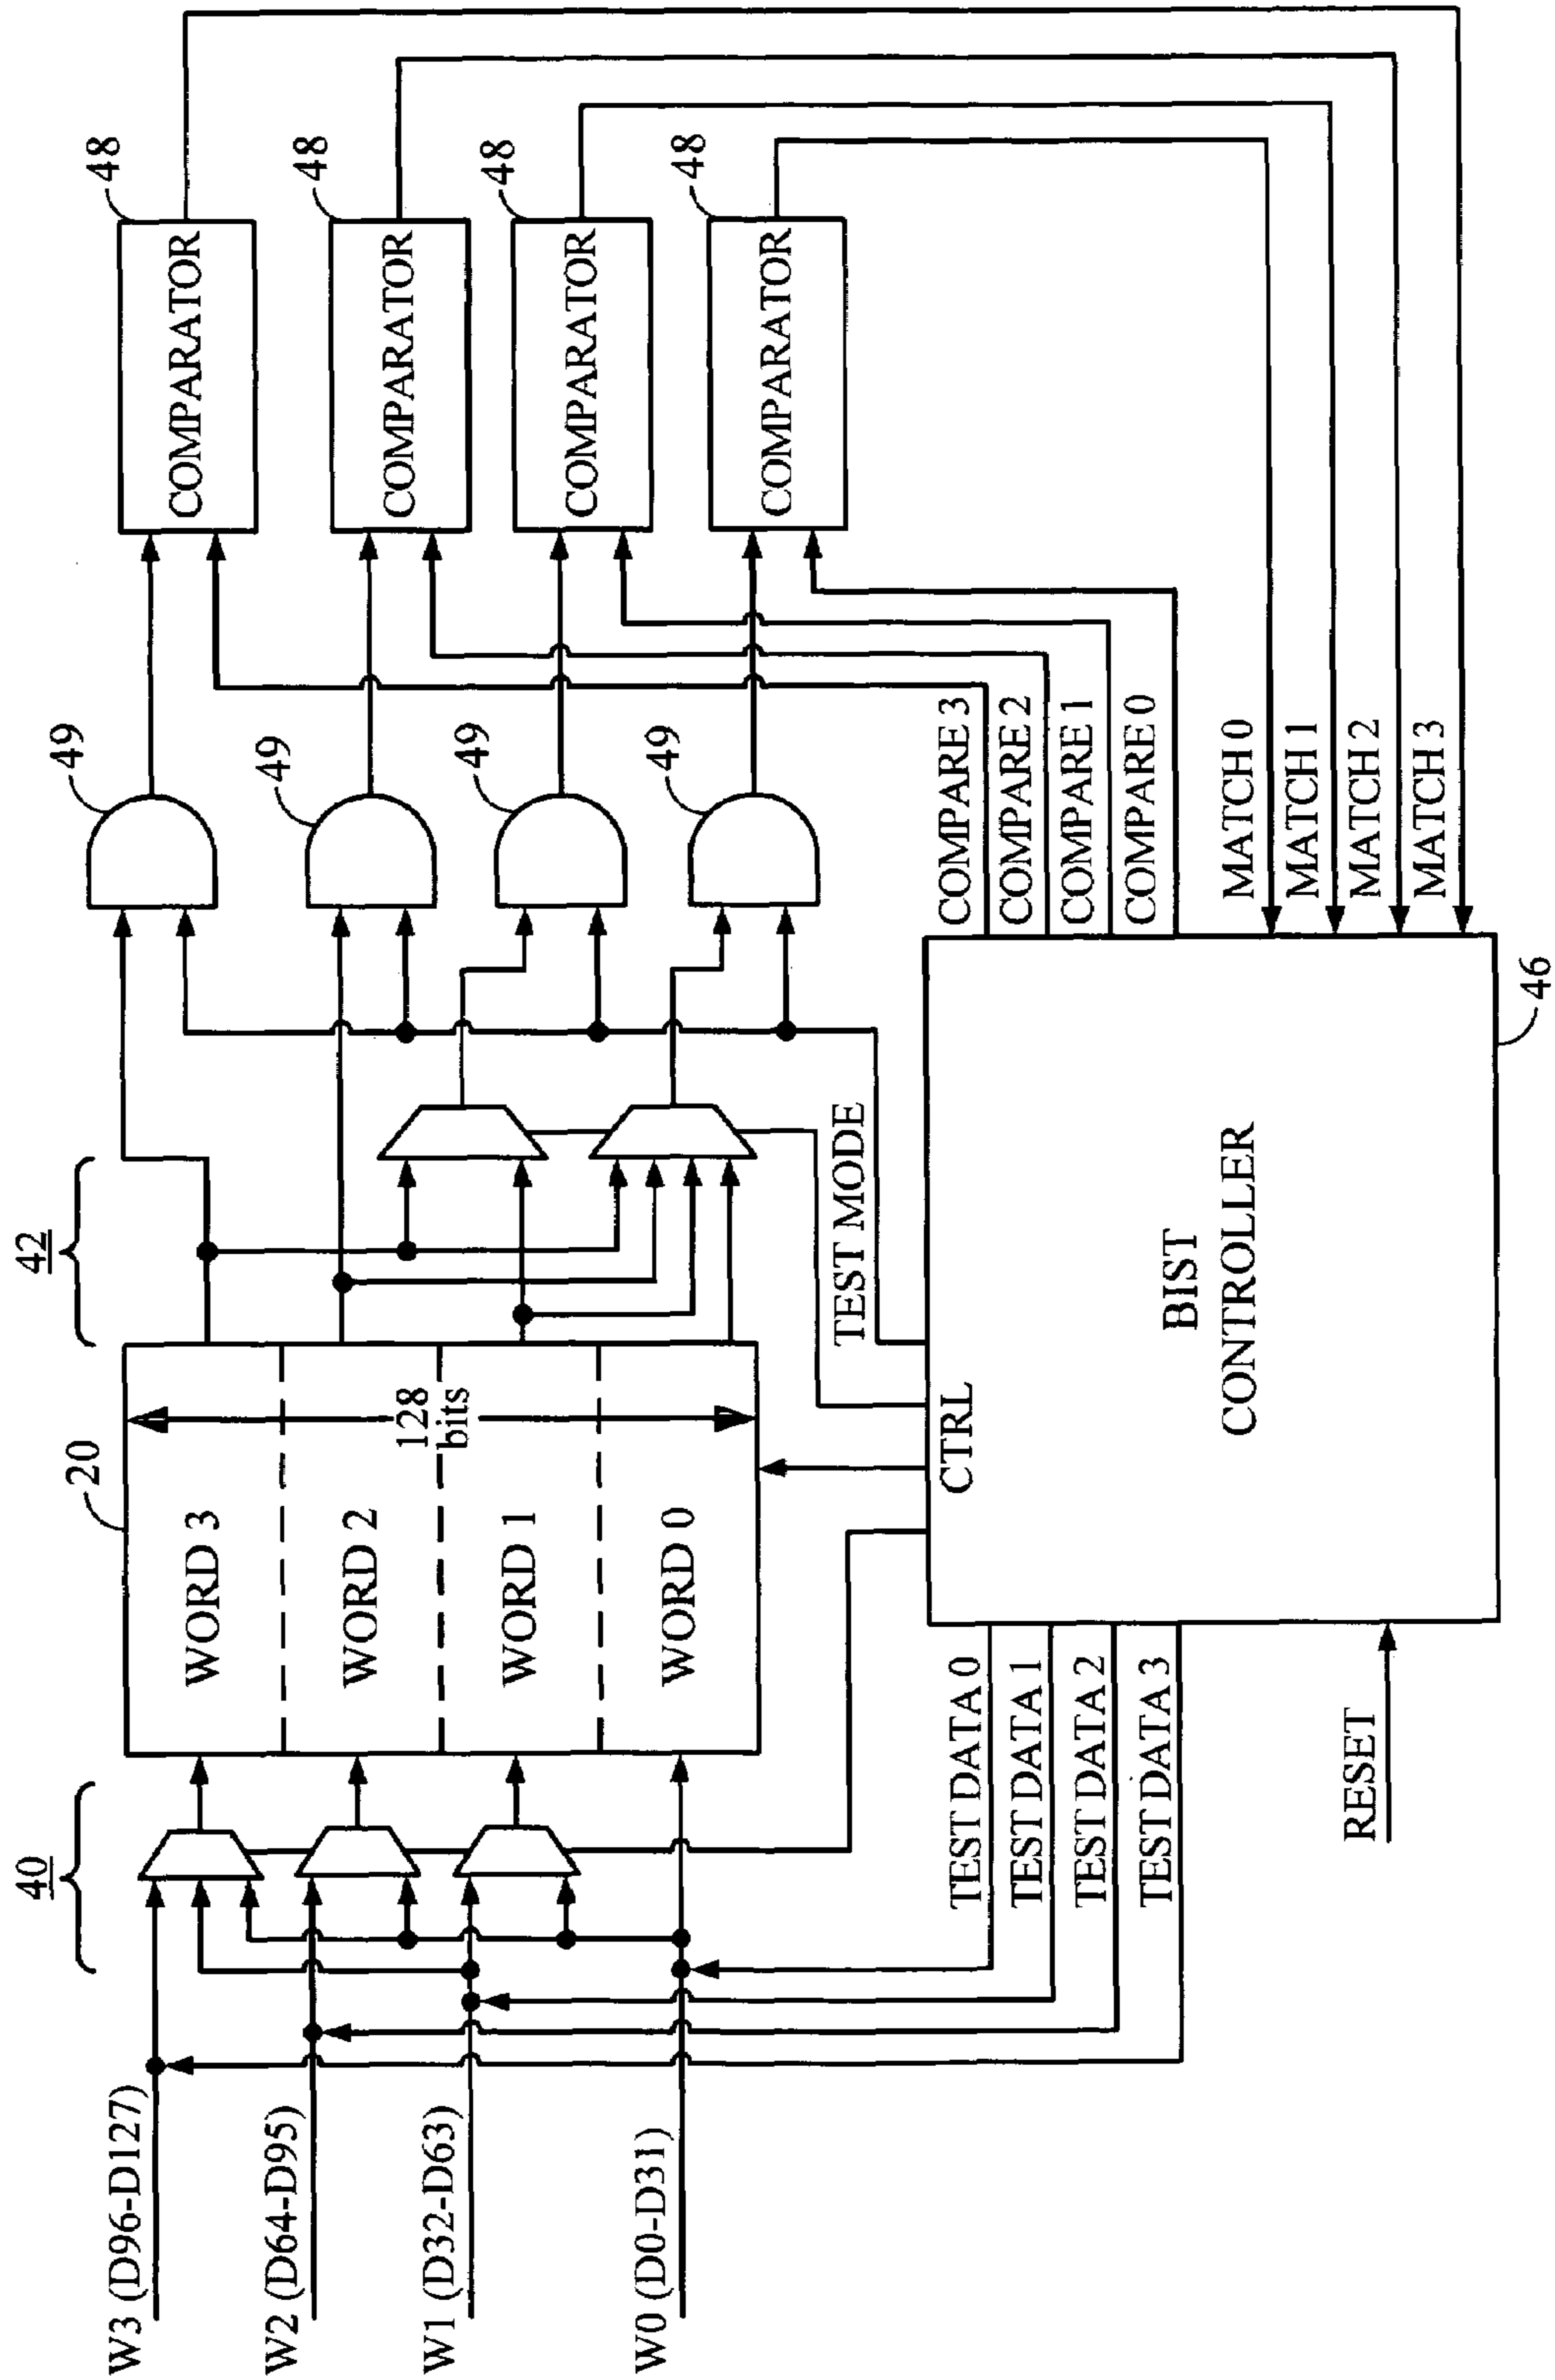 W3 (D96-D127)
W2 (D64-D95)
W1 (D32-D63)
W0 (D0-D31)
40
20
42
49
49
49
49
48
48
48
48
WORD 3
WORD 2
WORD 1
WORD 0
128
bits
COMPARATOR
COMPARATOR
COMPARATOR
COMPARATOR
TEST MODE
CTRL
TEST DATA 0
TEST DATA 1
TEST DATA 2
TEST DATA 3
RESET
BIST
CONTROLLER
COMPARE 3
COMPARE 2
COMPARE 1
COMPARE 0
MATCH 0
MATCH 1
MATCH 2
MATCH 3
46